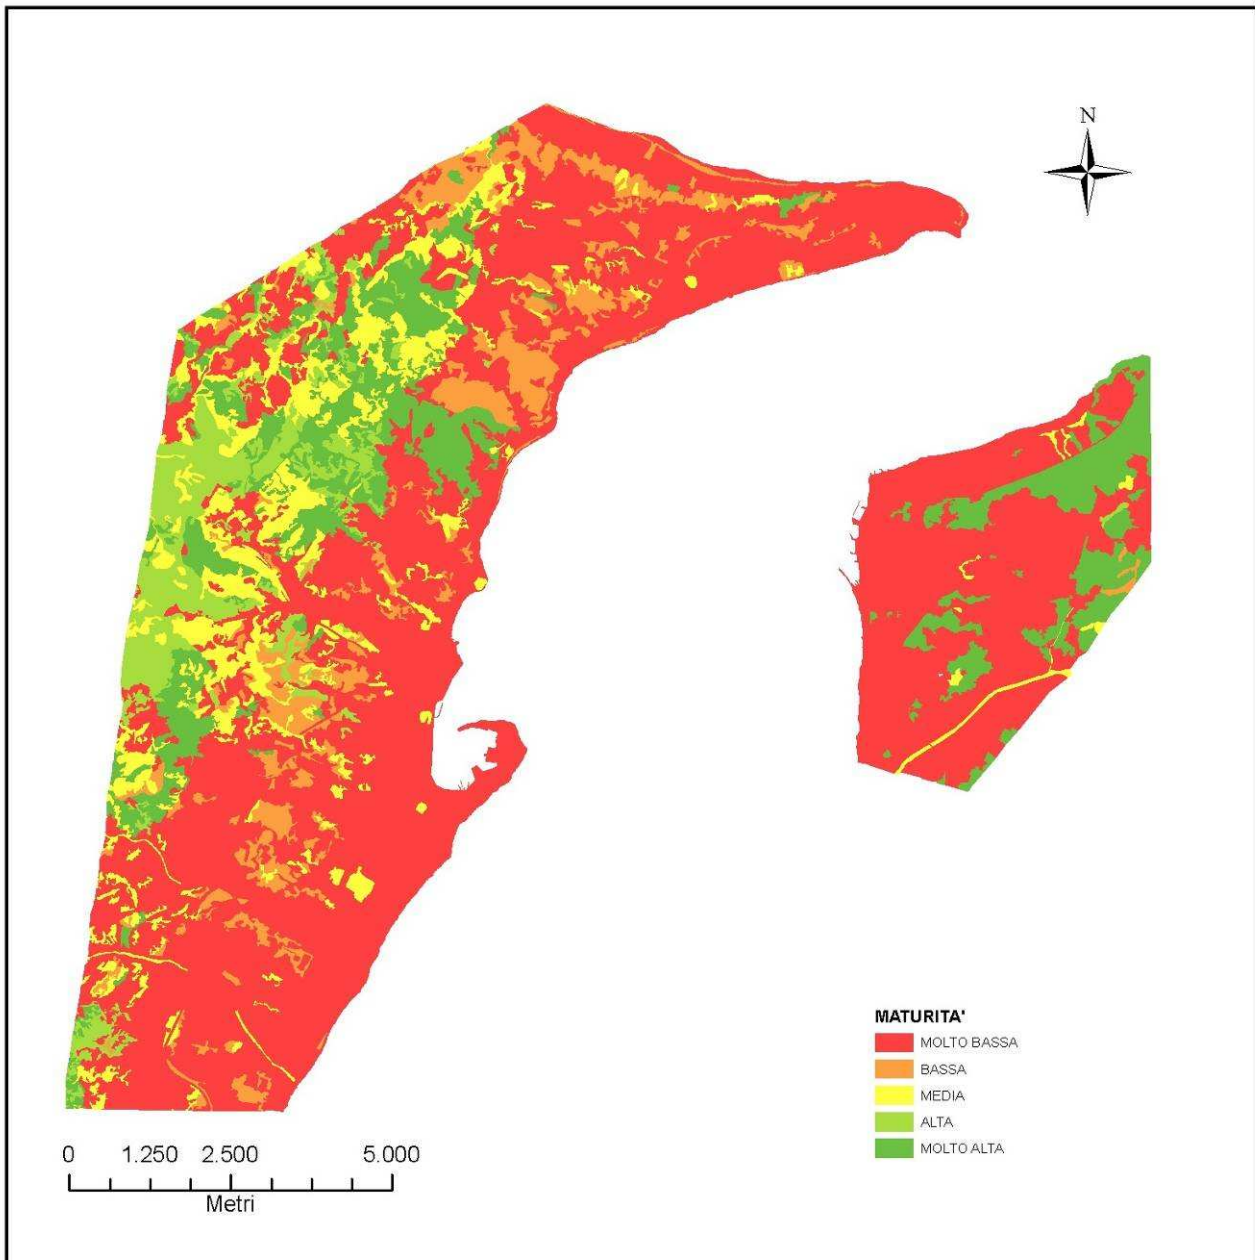 N
MATURITA'
MOLTO BASSA
BASSA
MEDIA
ALTA
MOLTO ALTA
0 1.250 2.500 5.000
Metri